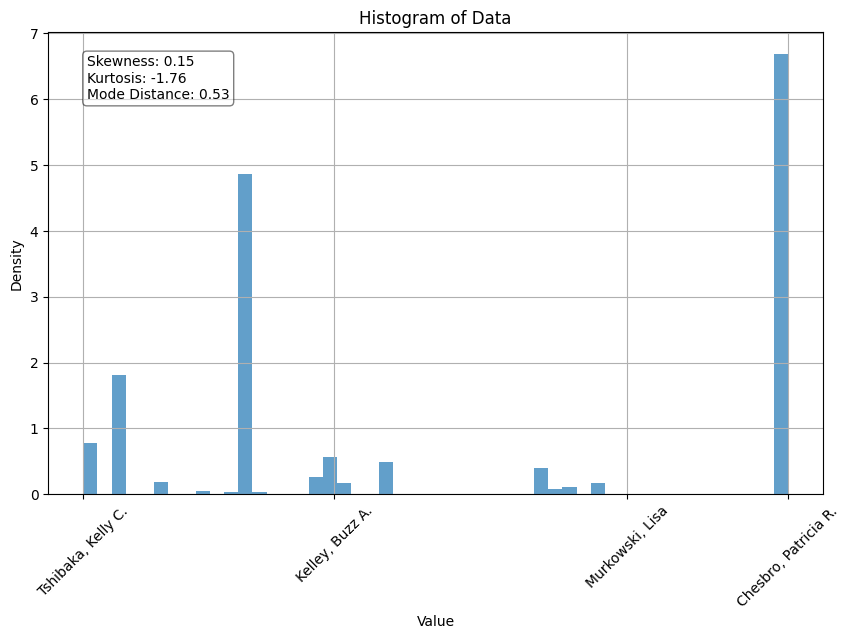 Histogram of Data
Skewness: 0.15
Kurtosis: -1.76
Mode Distance: 0.53
7
6
5
4
3
2
1
0
Density
Tshibaka, Kelly C.
Kelley, Buzz A.
Murkowski, Lisa
Chesbro, Patricia R.
Value